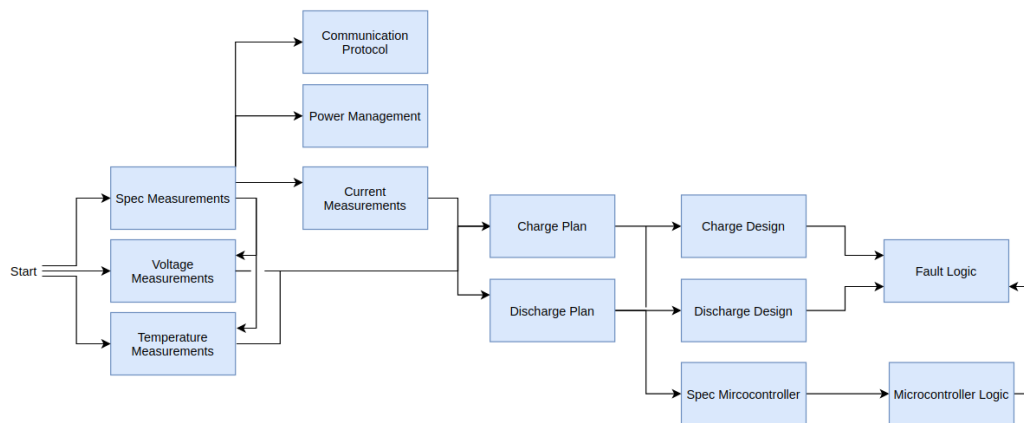 Communication
Protocol
Power Management
Spec Measurements
Current
Measurements
Start
Voltage
Measurements
Temperature
Measurements
Charge Plan
Discharge Plan
Charge Design
Discharge Design
Spec Mircocontroller
Fault Logic
Microcontroller Logic